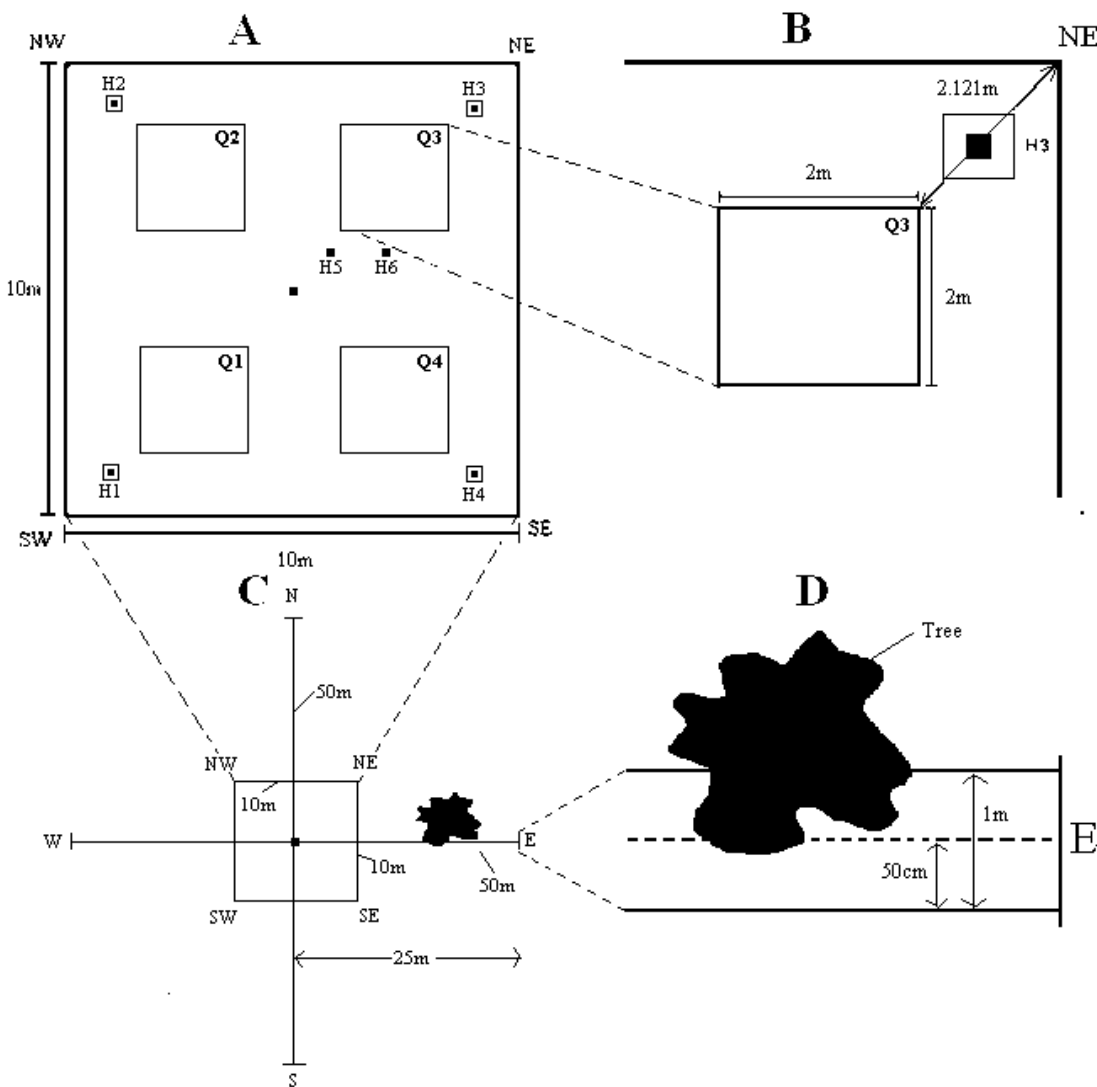 A
NW
NE
H2
H3
Q2
Q3
H5
H6
10m
Q1
Q4
H1
H4
SW
SE
10m
B
NE
2.121m
H3
2m
Q3
2m
C
N
50m
NW
NE
10m
W
E
10m
50m
SW
SE
25m
S
D
Tree
1m
E
50cm